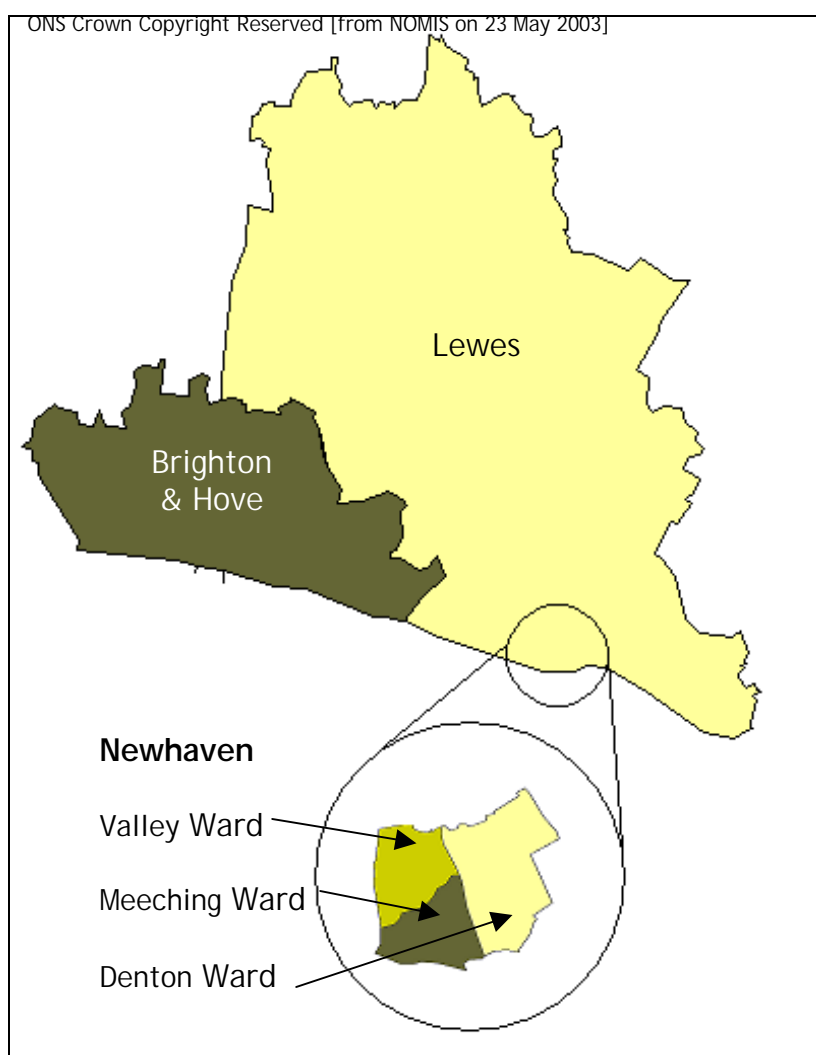 ONS Crown Copyright Reserved [from NOMIS on 23 May 2003]
Lewes
Brighton
& Hove
Newhaven
Valley Ward
Meeching Ward
Denton Ward